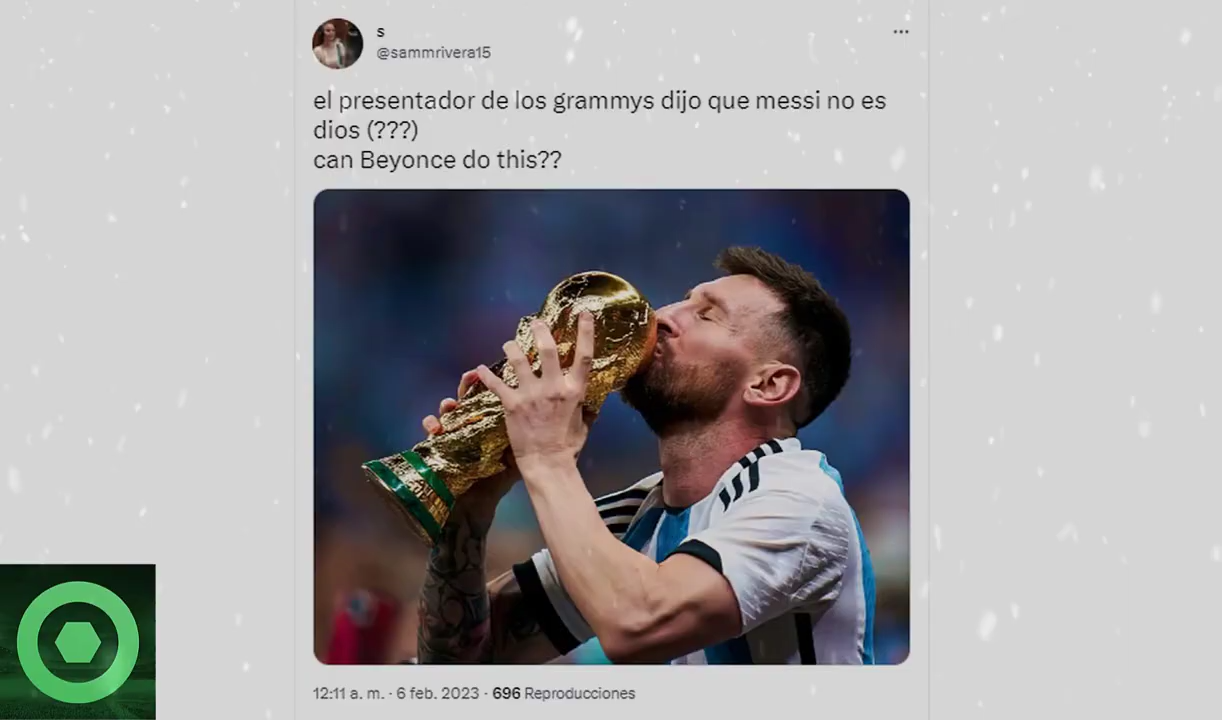 s
@sammrivera15
el presentador de los grammys dijo que messi no es
dios (???)
can Beyonce do this??
12:11 a. m. · 6 feb. 2023 · 696 Reproducciones